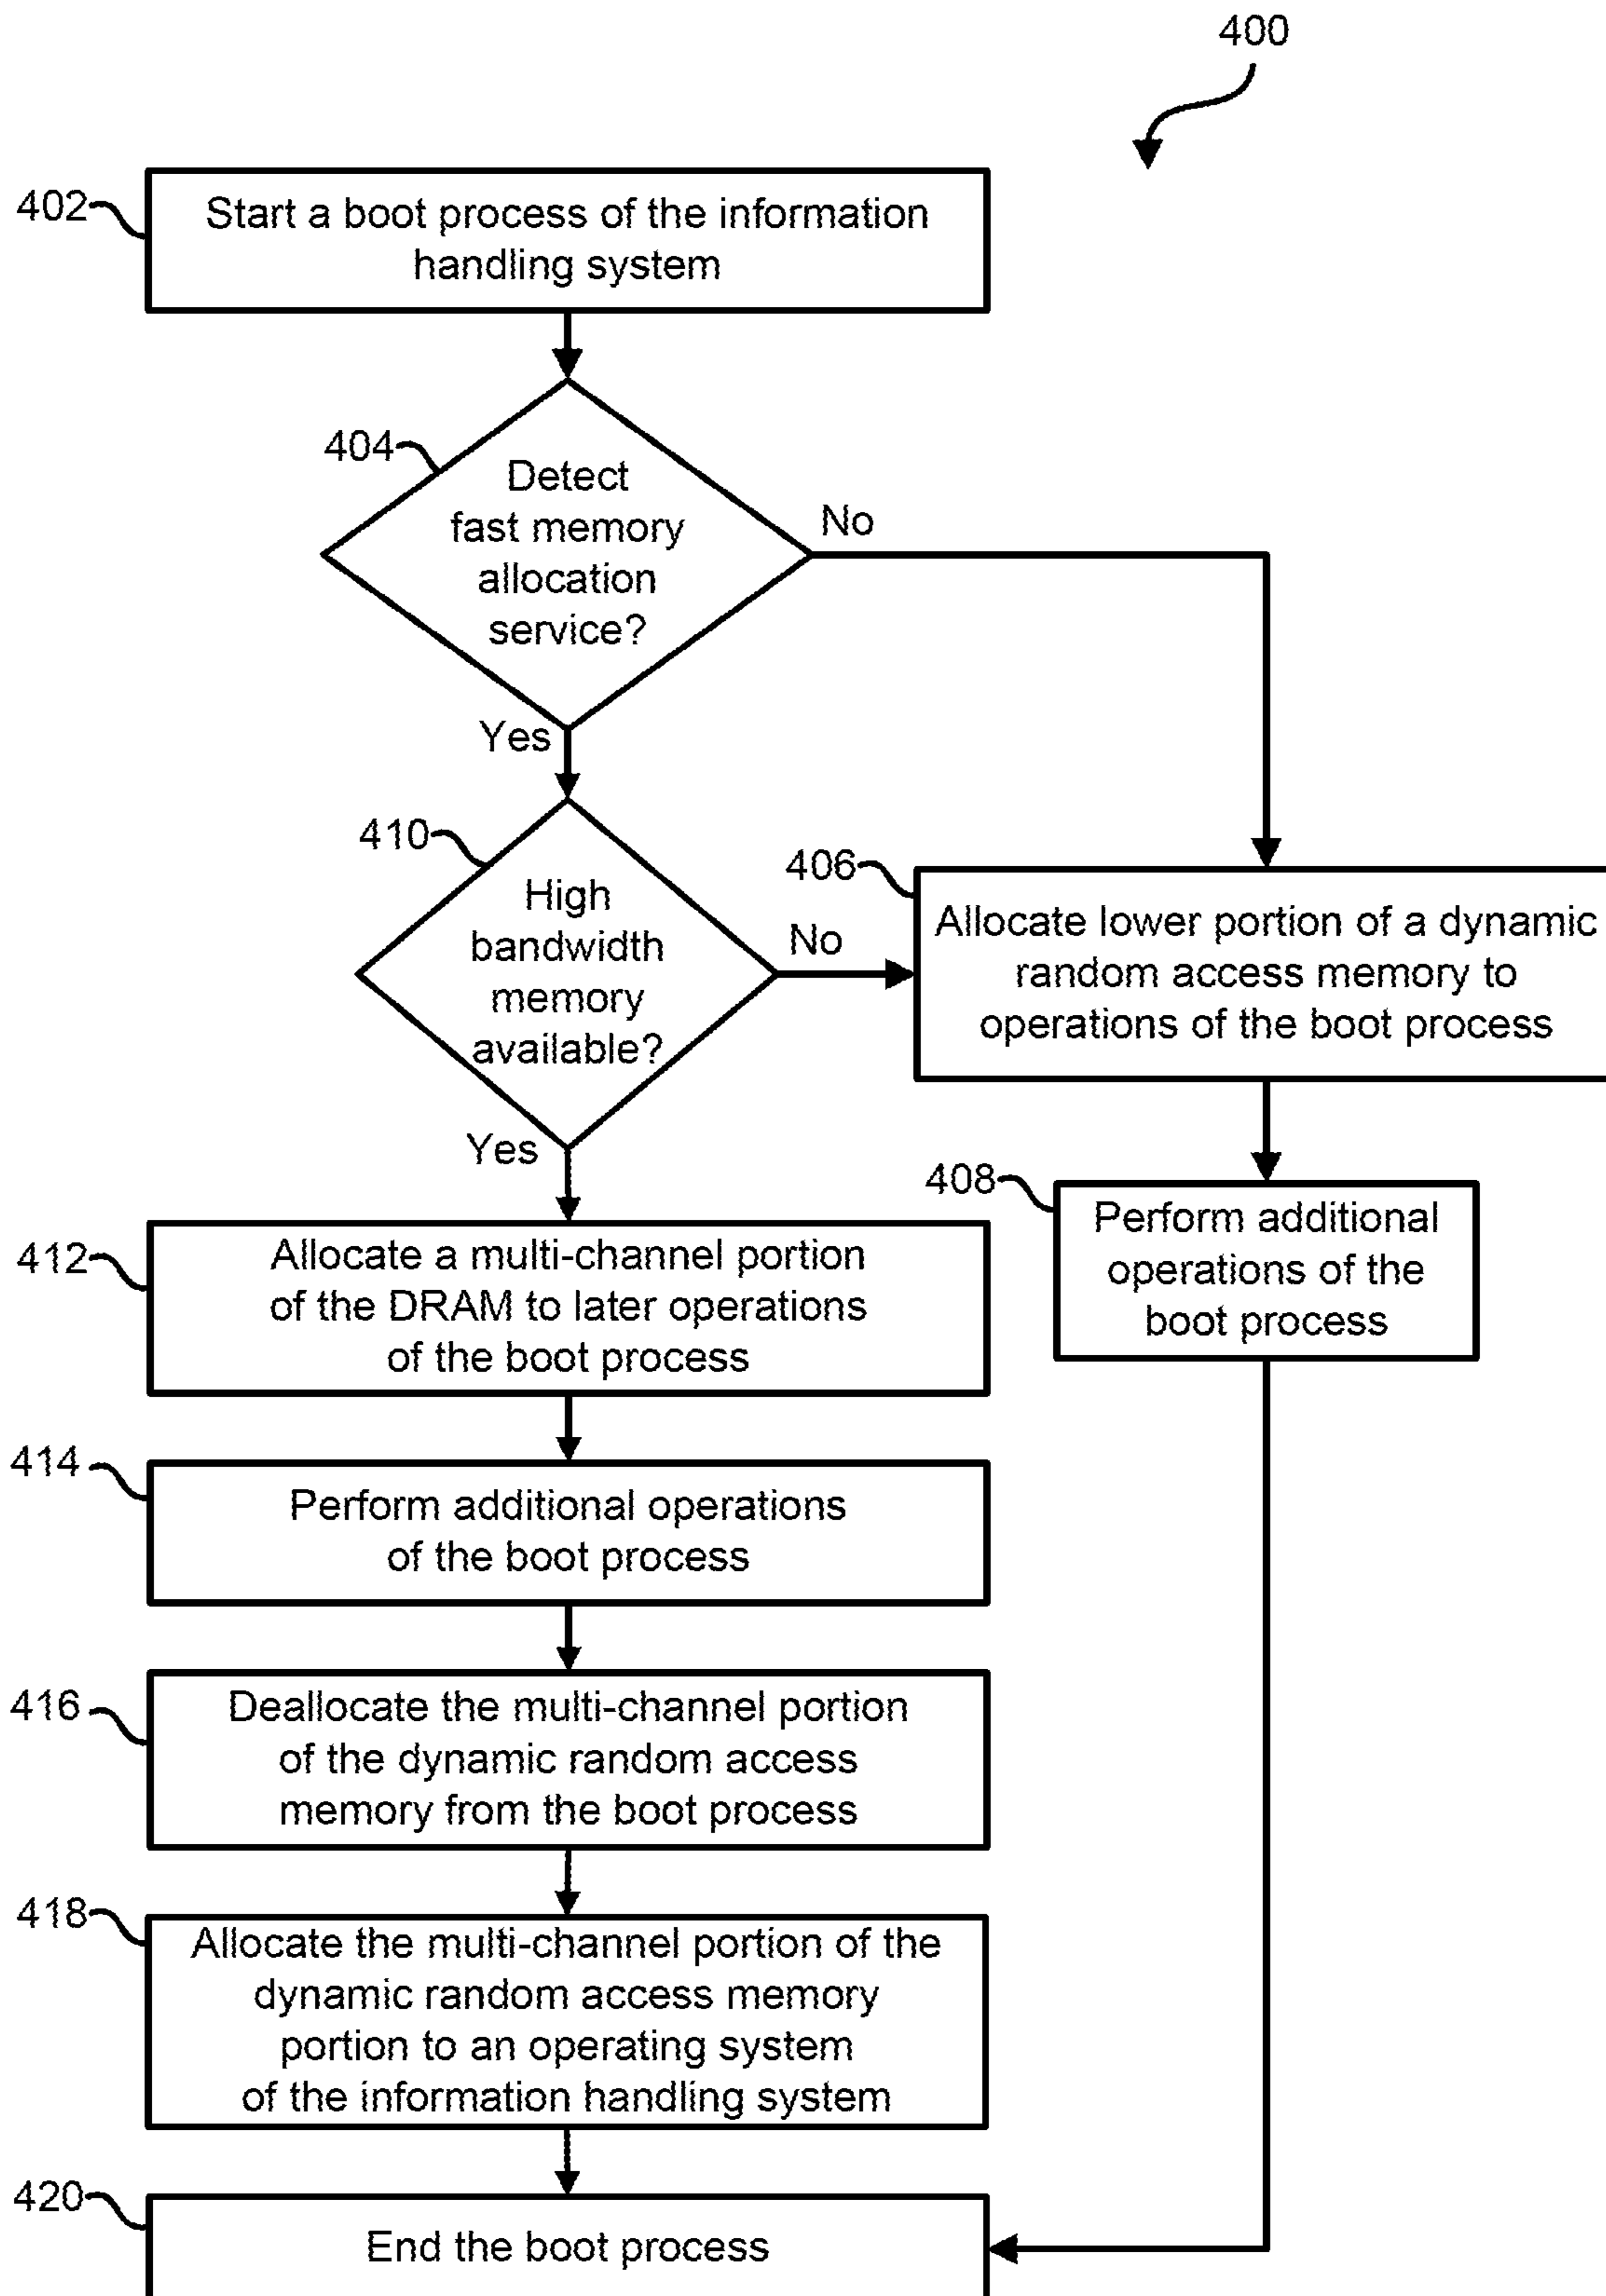 400
402
Start a boot process of the information
handling system
404
Detect
fast memory
allocation
service?
No
Yes
410
High
bandwidth
memory
available?
No
Yes
406
Allocate lower portion of a dynamic
random access memory to
operations of the boot process
408
Perform additional
operations of the
boot process
412
Allocate a multi-channel portion
of the DRAM to later operations
of the boot process
414
Perform additional operations
of the boot process
416
Deallocate the multi-channel portion
of the dynamic random access
memory from the boot process
418
Allocate the multi-channel portion of the
dynamic random access memory
portion to an operating system
of the information handling system
420
End the boot process